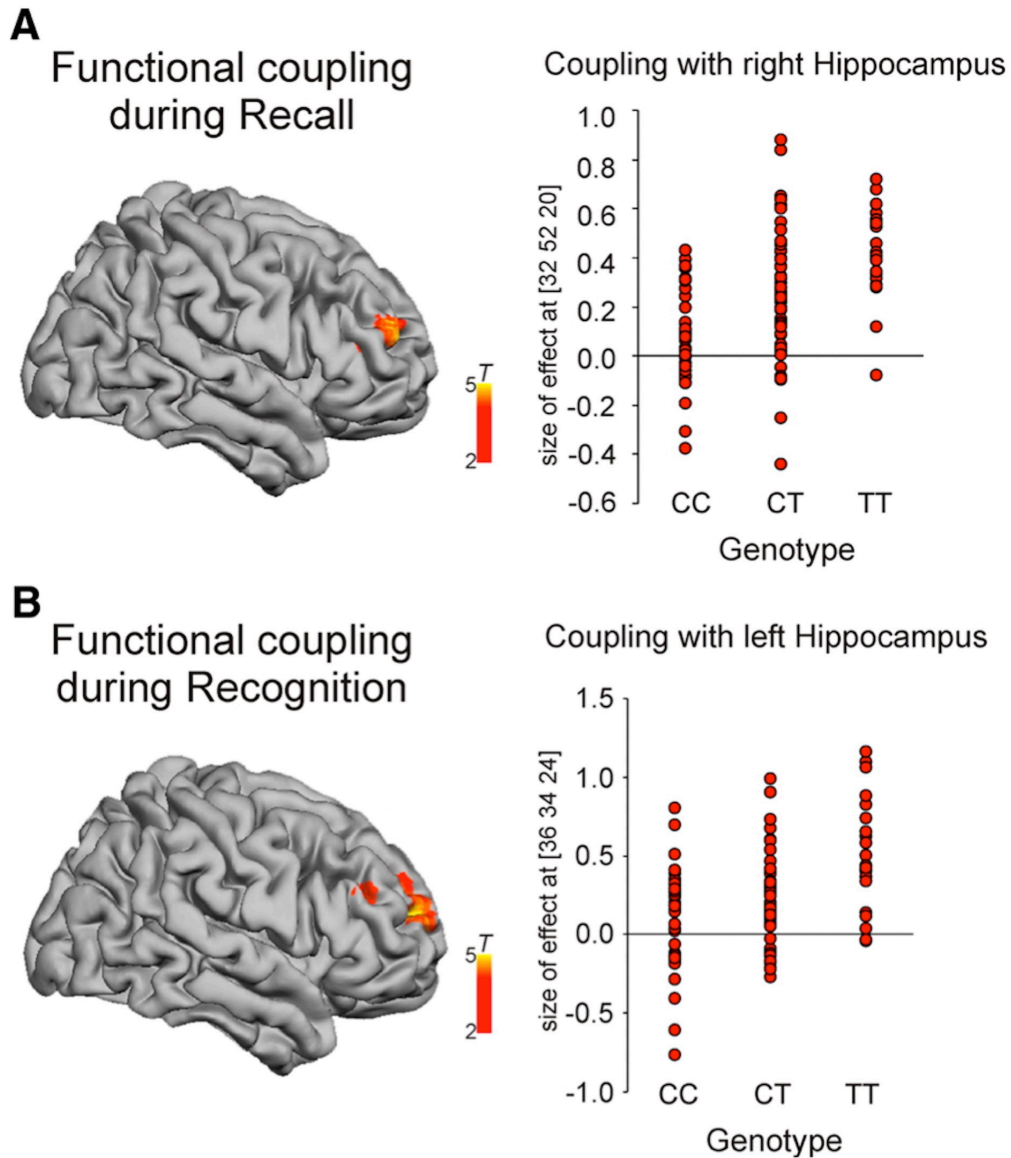 A
Functional coupling
during Recall
5 T
2
Coupling with right Hippocampus
size of effect at [32 52 20]
1.0
0.8
0.6
0.4
0.2
0.0
-0.2
-0.4
-0.6
CC CT TT
Genotype
B
Functional coupling
during Recognition
5 T
2
Coupling with left Hippocampus
size of effect at [36 34 24]
1.5
1.0
0.5
0.0
-0.5
-1.0
CC CT TT
Genotype